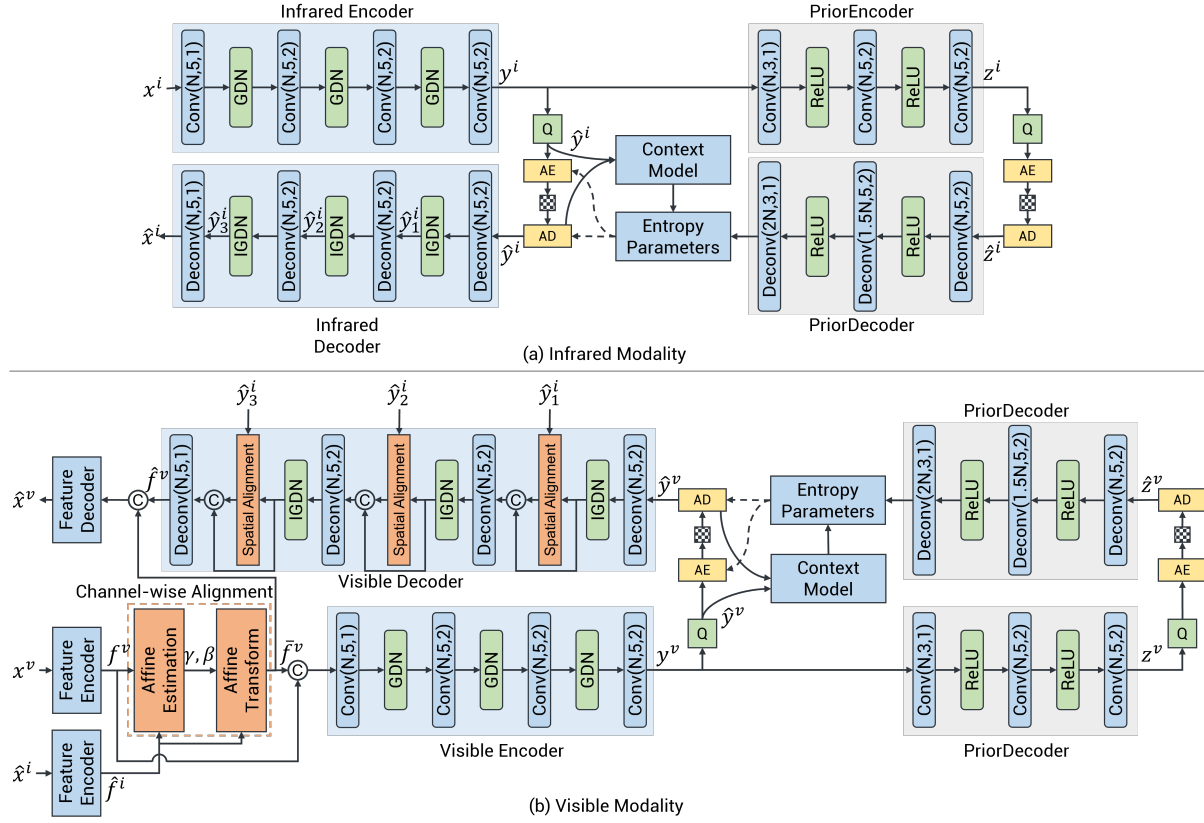 Infrared Encoder
PriorEncoder
x^i
Conv(N,5,1)
GDN
Conv(N,5,2)
GDN
Conv(N,5,2)
GDN
Conv(N,5,2)
y^i
Conv(N,3,1)
ReLU
Conv(N,5,2)
ReLU
Conv(N,5,2)
z^i
Q
ŷ^i
AE
Context
Model
Q
AE
x̂^i
Deconv(N,5,1)
ŷ_3^i
IGDN
Deconv(N,5,2)
ŷ_2^i
IGDN
Deconv(N,5,2)
ŷ_1^i
IGDN
Deconv(N,5,2)
ŷ^i
AD
Entropy
Parameters
Deconv(2N,3,1)
ReLU
Deconv(1.5N,5,2)
ReLU
Deconv(N,5,2)
ẑ^i
AD
Infrared
Decoder
PriorDecoder
(a) Infrared Modality
ŷ_3^i
ŷ_2^i
ŷ_1^i
PriorDecoder
x̂^v
Feature
Decoder
C
f̂^v
Deconv(N,5,1)
C
Spatial Alignment
IGDN
Deconv(N,5,2)
C
Spatial Alignment
IGDN
Deconv(N,5,2)
C
Spatial Alignment
IGDN
Deconv(N,5,2)
ŷ^v
AD
Entropy
Parameters
Deconv(2N,3,1)
ReLU
Deconv(1.5N,5,2)
ReLU
Deconv(N,5,2)
ẑ^v
AD
AE
Context
Model
AE
Visible Decoder
Channel-wise Alignment
x^v
Feature
Encoder
f^v
Affine
Estimation
γ, β
Affine
Transform
f̄^v
C
Conv(N,5,1)
GDN
Conv(N,5,2)
GDN
Conv(N,5,2)
GDN
Conv(N,5,2)
y^v
Q
ŷ^v
Conv(N,3,1)
ReLU
Conv(N,5,2)
ReLU
Conv(N,5,2)
z^v
Q
Visible Encoder
PriorDecoder
x̂^i
Feature
Encoder
f̂^i
(b) Visible Modality